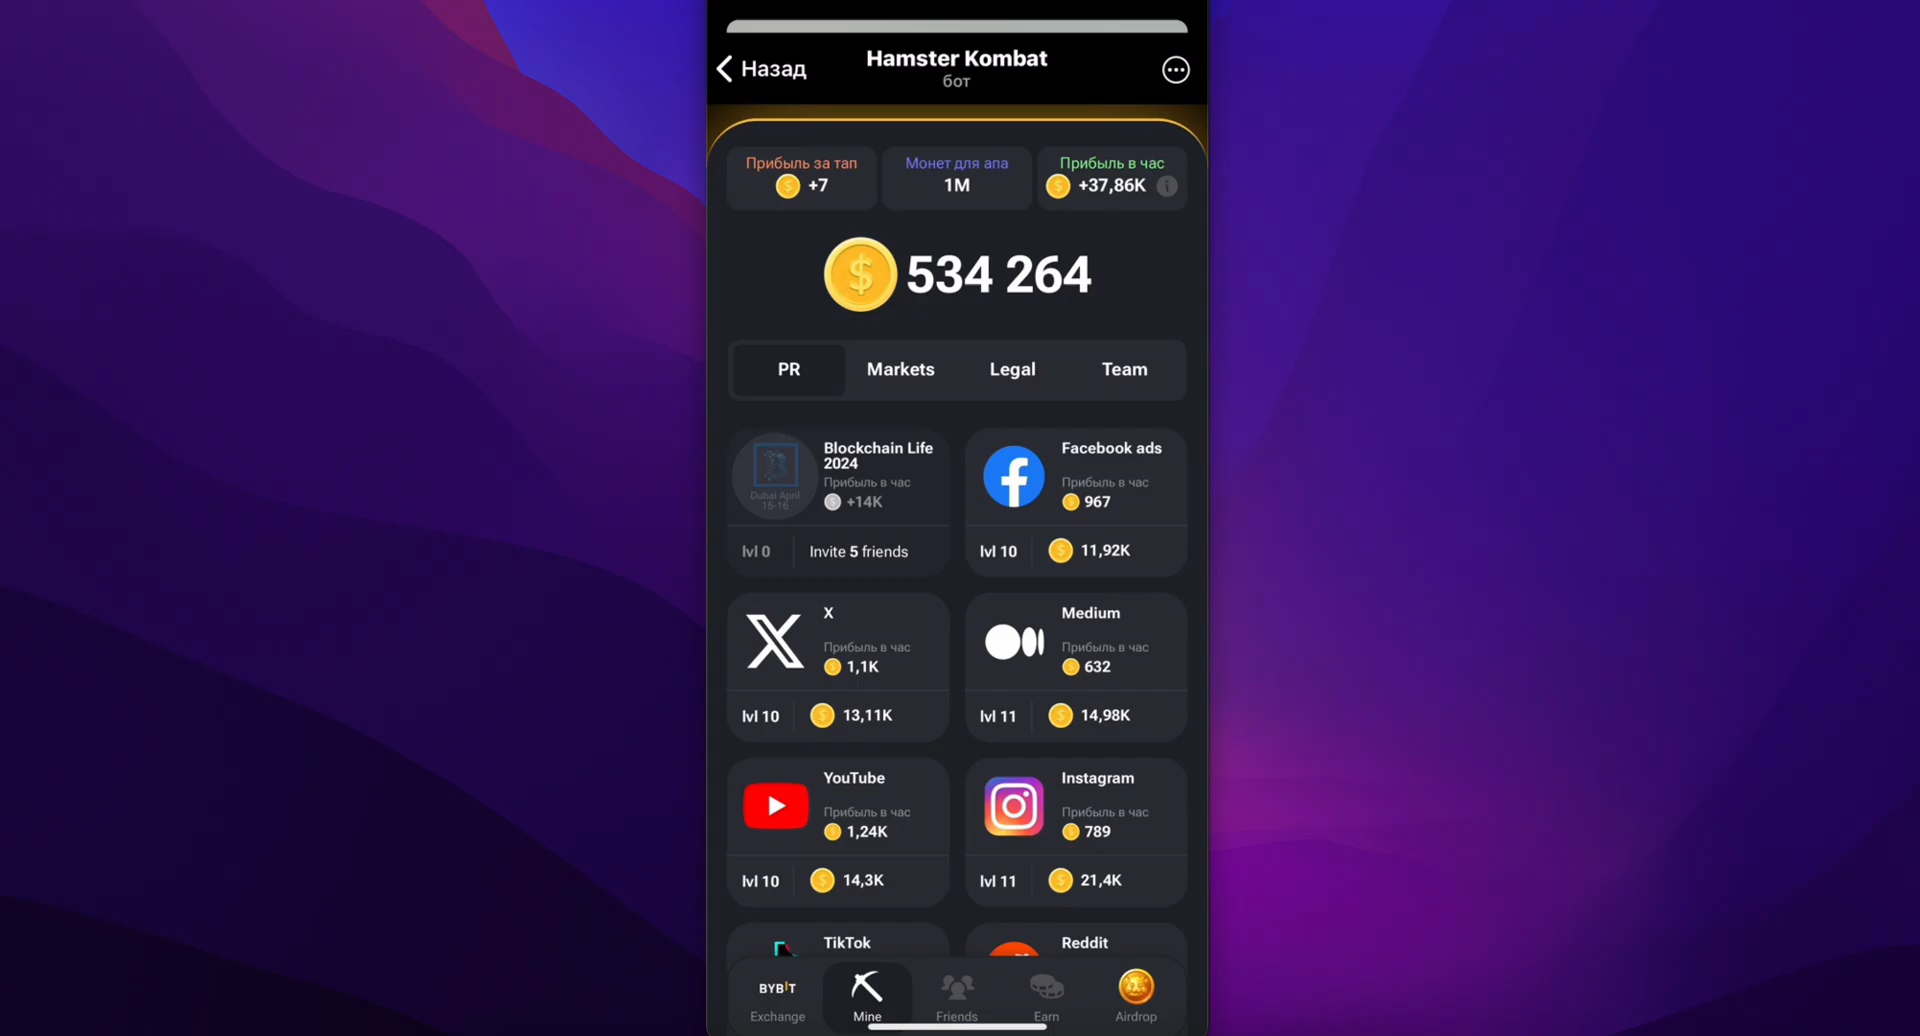 Назад
Hamster Kombat
бот
Прибыль за тап
+7
Монет для апа
1M
Прибыль в час
+37,86K
534 264
PR
Markets
Legal
Team
Blockchain Life
2024
Прибыль в час
+14K
Dubai April
15-16
lvl 0
Invite 5 friends
Facebook ads
Прибыль в час
967
lvl 10
11,92K
X
Прибыль в час
1,1K
lvl 10
13,11K
Medium
Прибыль в час
632
lvl 11
14,98K
YouTube
Прибыль в час
1,24K
lvl 10
14,3K
Instagram
Прибыль в час
789
lvl 11
21,4K
TikTok
Reddit
BYBIT
Exchange
Mine
Friends
Earn
Airdrop